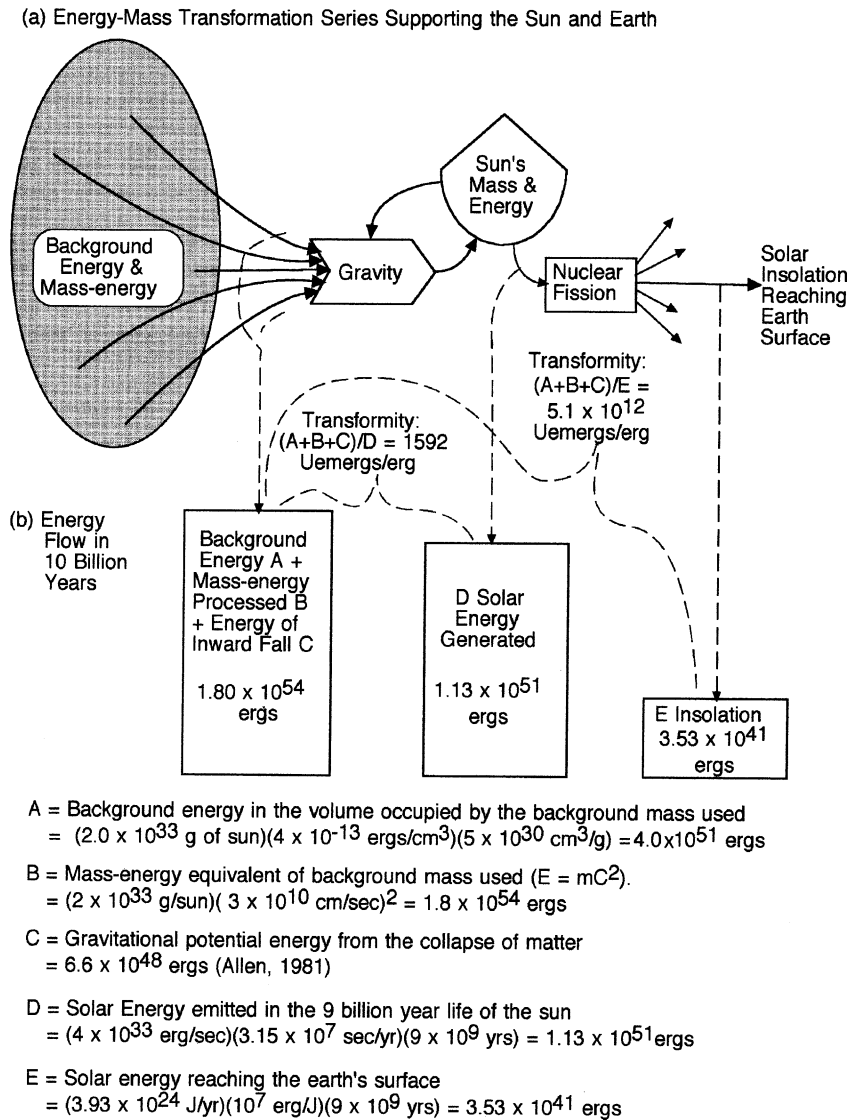 (a) Energy-Mass Transformation Series Supporting the Sun and Earth
Background
Energy &
Mass-energy
Gravity
Sun's
Mass &
Energy
Nuclear
Fission
Solar
Insolation
Reaching
Earth
Surface
Transformity:
(A+B+C)/D = 1592
Uemergs/erg
Transformity:
(A+B+C)/E =
5.1 x 10^12
Uemergs/erg
(b) Energy
Flow in
10 Billion
Years
Background
Energy A +
Mass-energy
Processed B
+ Energy of
Inward Fall C
1.80 x 10^54
ergs
D Solar
Energy
Generated
1.13 x 10^51
ergs
E Insolation
3.53 x 10^41
ergs
A = Background energy in the volume occupied by the background mass used
= (2.0 x 10^33 g of sun)(4 x 10^-13 ergs/cm^3)(5 x 10^30 cm^3/g) =4.0x10^51 ergs
B = Mass-energy equivalent of background mass used (E = mC^2).
= (2 x 10^33 g/sun)( 3 x 10^10 cm/sec)^2 = 1.8 x 10^54 ergs
C = Gravitational potential energy from the collapse of matter
= 6.6 x 10^48 ergs (Allen, 1981)
D = Solar Energy emitted in the 9 billion year life of the sun
= (4 x 10^33 erg/sec)(3.15 x 10^7 sec/yr)(9 x 10^9 yrs) = 1.13 x 10^51 ergs
E = Solar energy reaching the earth's surface
= (3.93 x 10^24 J/yr)(10^7 erg/J)(9 x 10^9 yrs) = 3.53 x 10^41 ergs